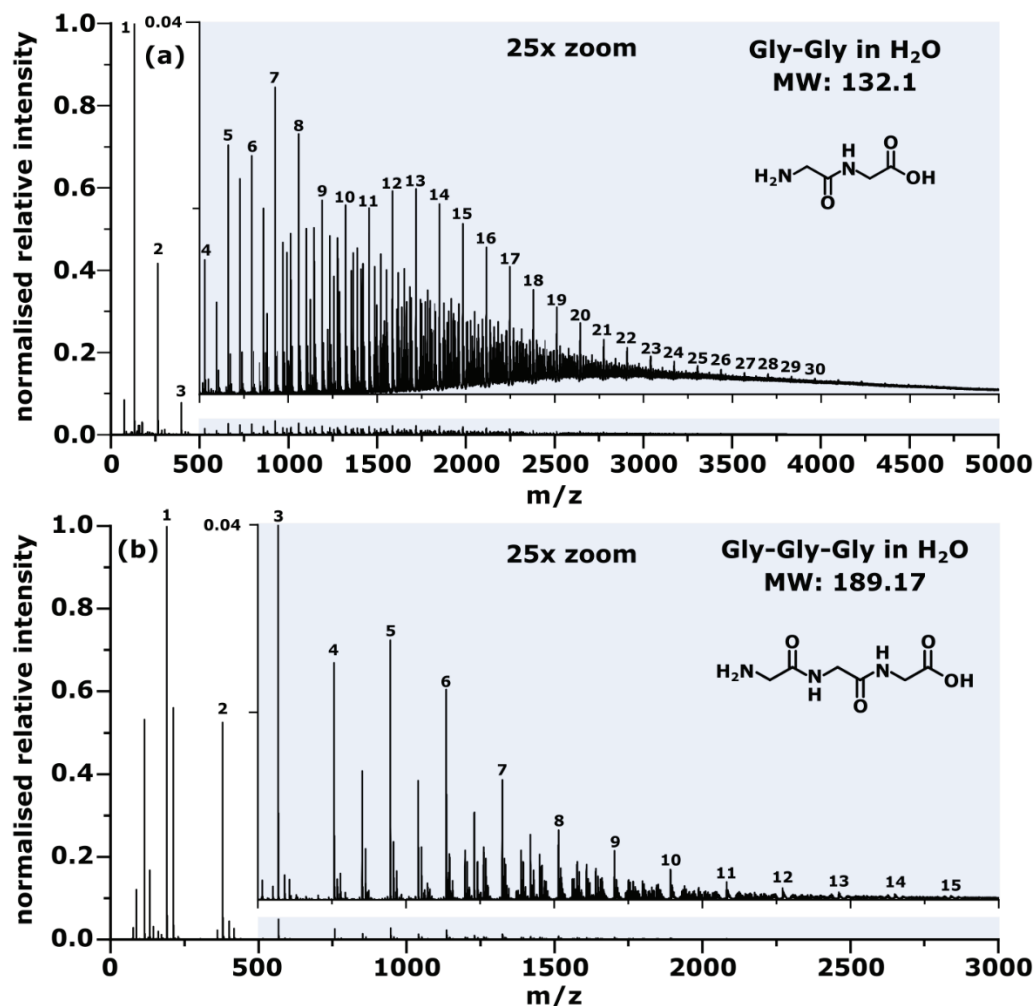 normalised relative intensity
1.0
0.8
0.6
0.4
0.2
0.0
(a)
0.04
25x zoom
Gly-Gly in H₂O
MW: 132.1
H₂N
O
H
N
O
OH
1
2
3
4
5
6
7
8
9
10
11
12
13
14
15
16
17
18
19
20
21
22
23
24
25
26
27
28
29
30
0 500 1000 1500 2000 2500 3000 3500 4000 4500 5000
m/z
normalised relative intensity
1.0
0.8
0.6
0.4
0.2
0.0
(b)
0.04
25x zoom
Gly-Gly-Gly in H₂O
MW: 189.17
H₂N
O
N
H
H
N
O
O
OH
1
2
3
4
5
6
7
8
9
10
11
12
13
14
15
0 500 1000 1500 2000 2500 3000
m/z